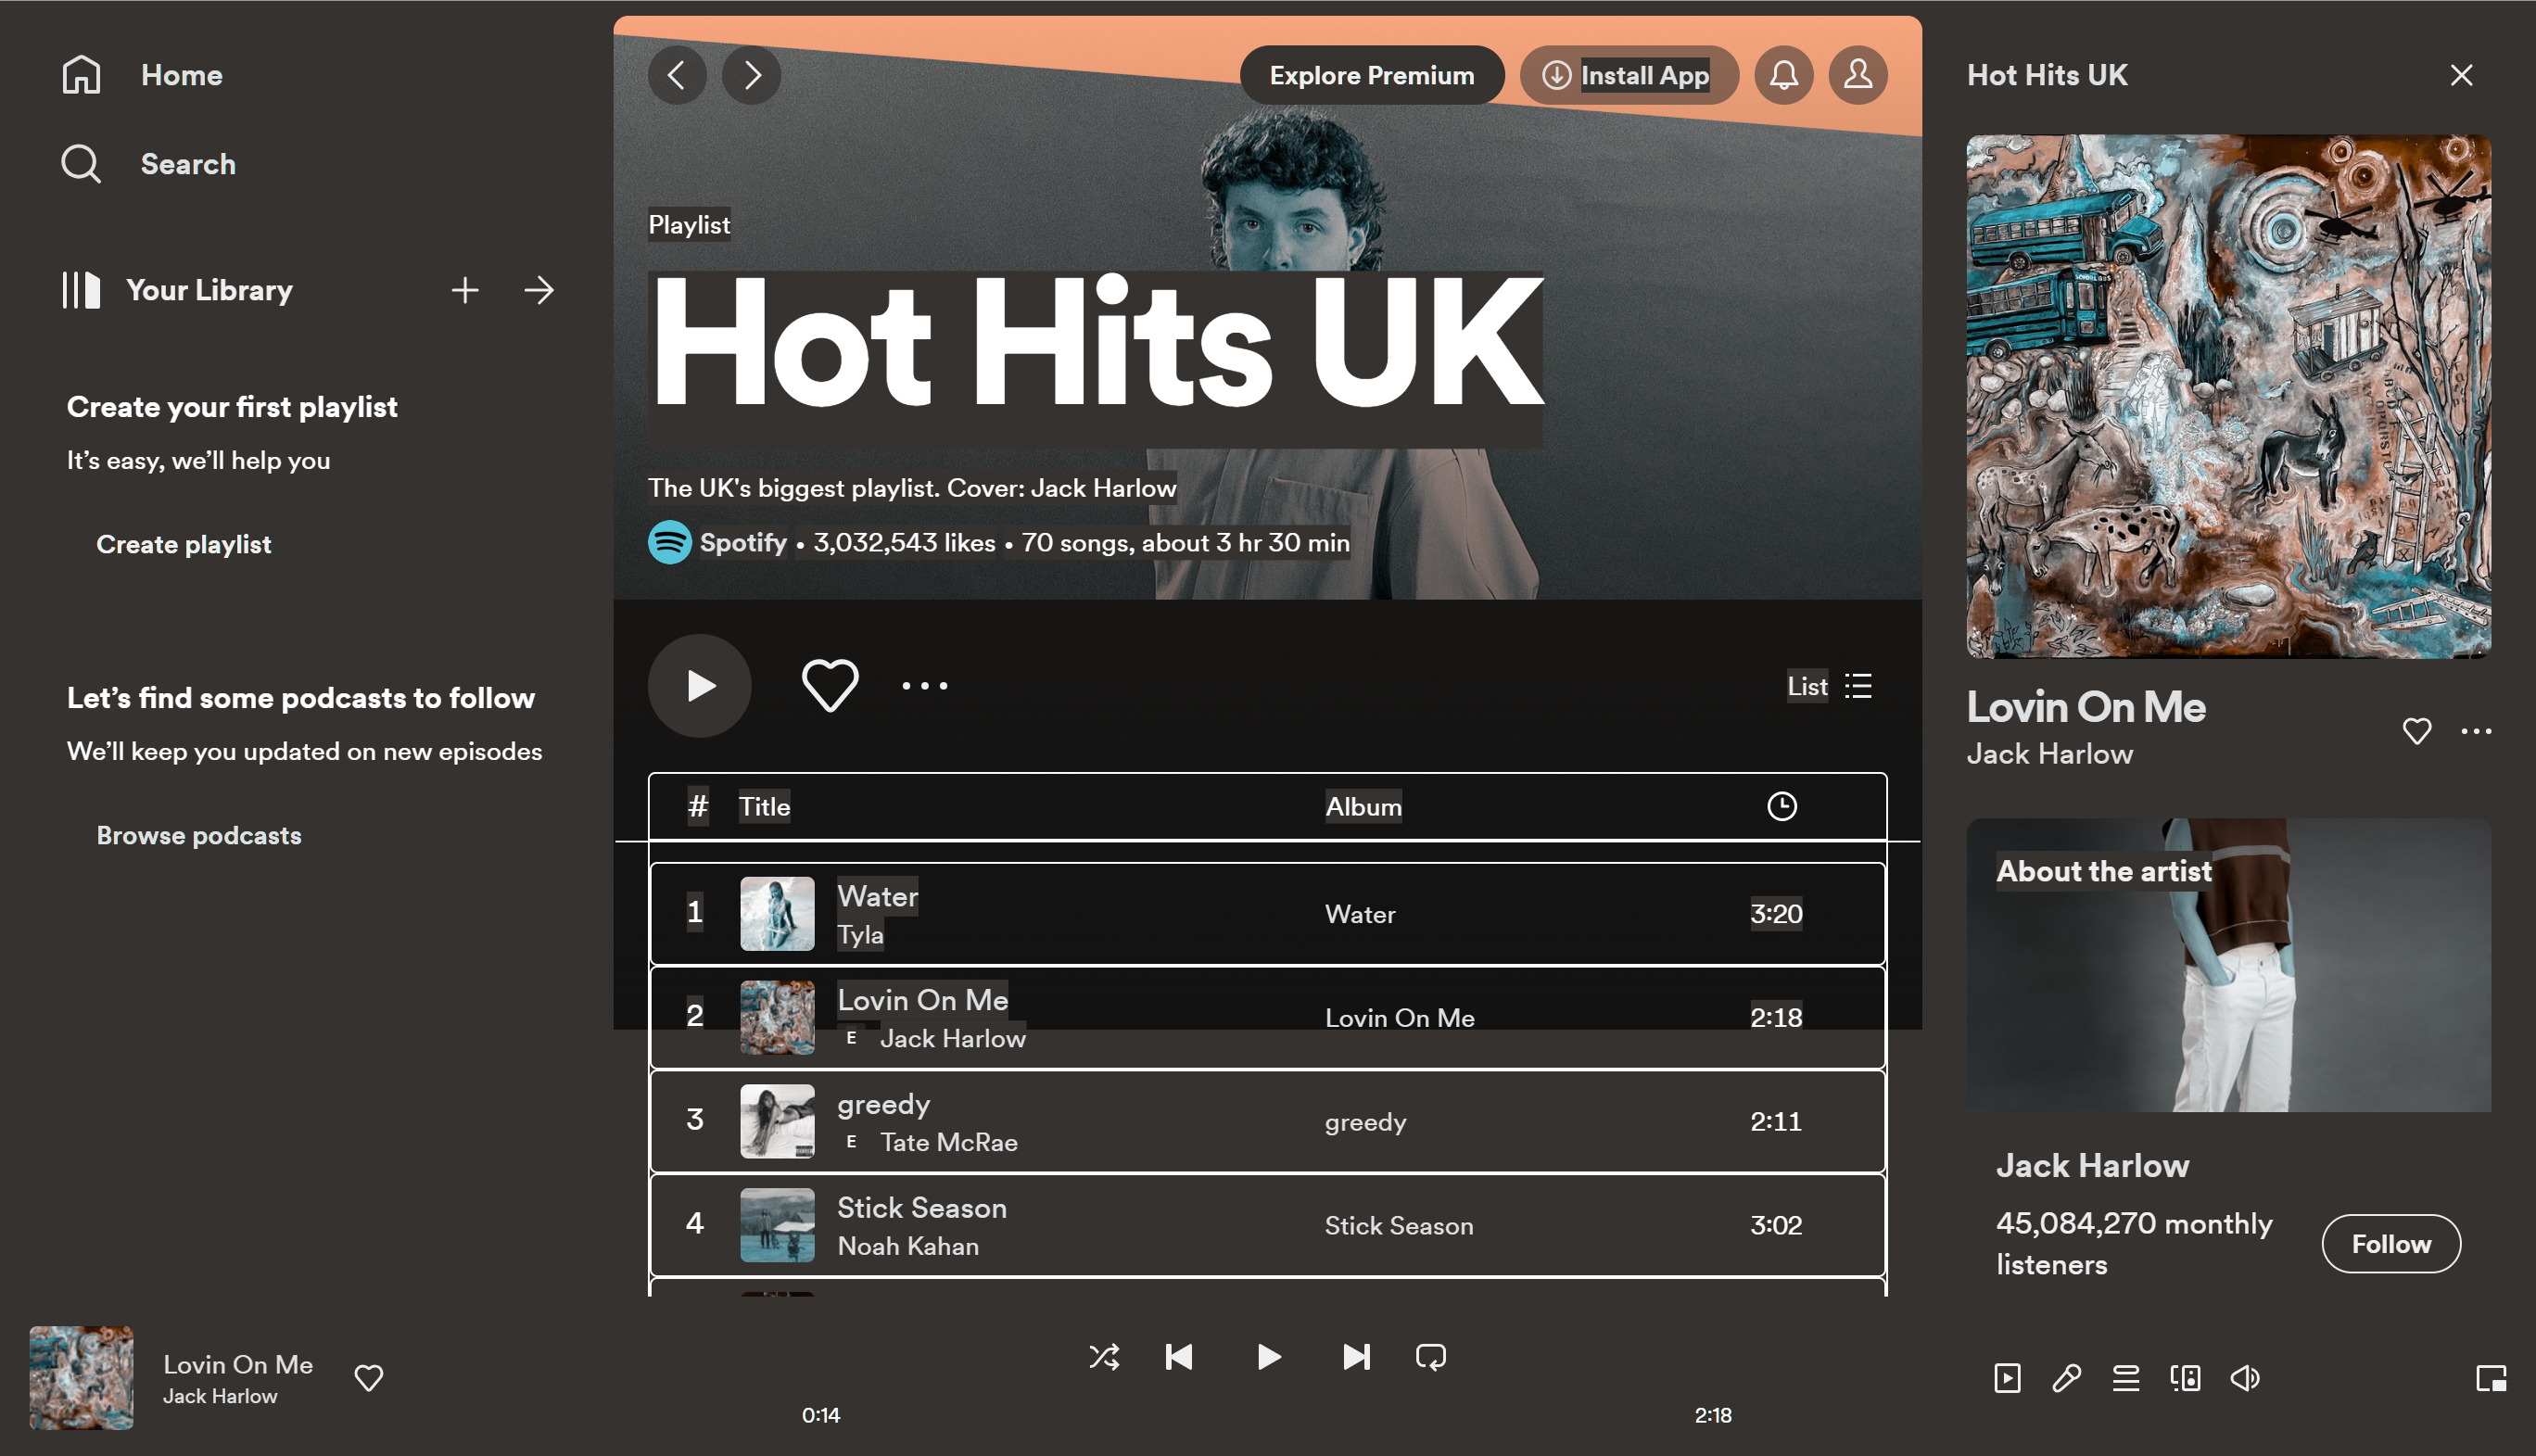 Home
Search
Your Library
Create your first playlist
It's easy, we'll help you
Create playlist
Let's find some podcasts to follow
We'll keep you updated on new episodes
Browse podcasts
Explore Premium
Install App
Playlist
Hot Hits UK
The UK's biggest playlist. Cover: Jack Harlow
Spotify • 3,032,543 likes • 70 songs, about 3 hr 30 min
List
# Title Album
1 Water Water 3:20
Tyla
2 Lovin On Me Lovin On Me 2:18
E Jack Harlow
3 greedy greedy 2:11
E Tate McRae
4 Stick Season Stick Season 3:02
Noah Kahan
Hot Hits UK
Lovin On Me
Jack Harlow
About the artist
Jack Harlow
45,084,270 monthly
listeners
Follow
Lovin On Me
Jack Harlow
0:14
2:18